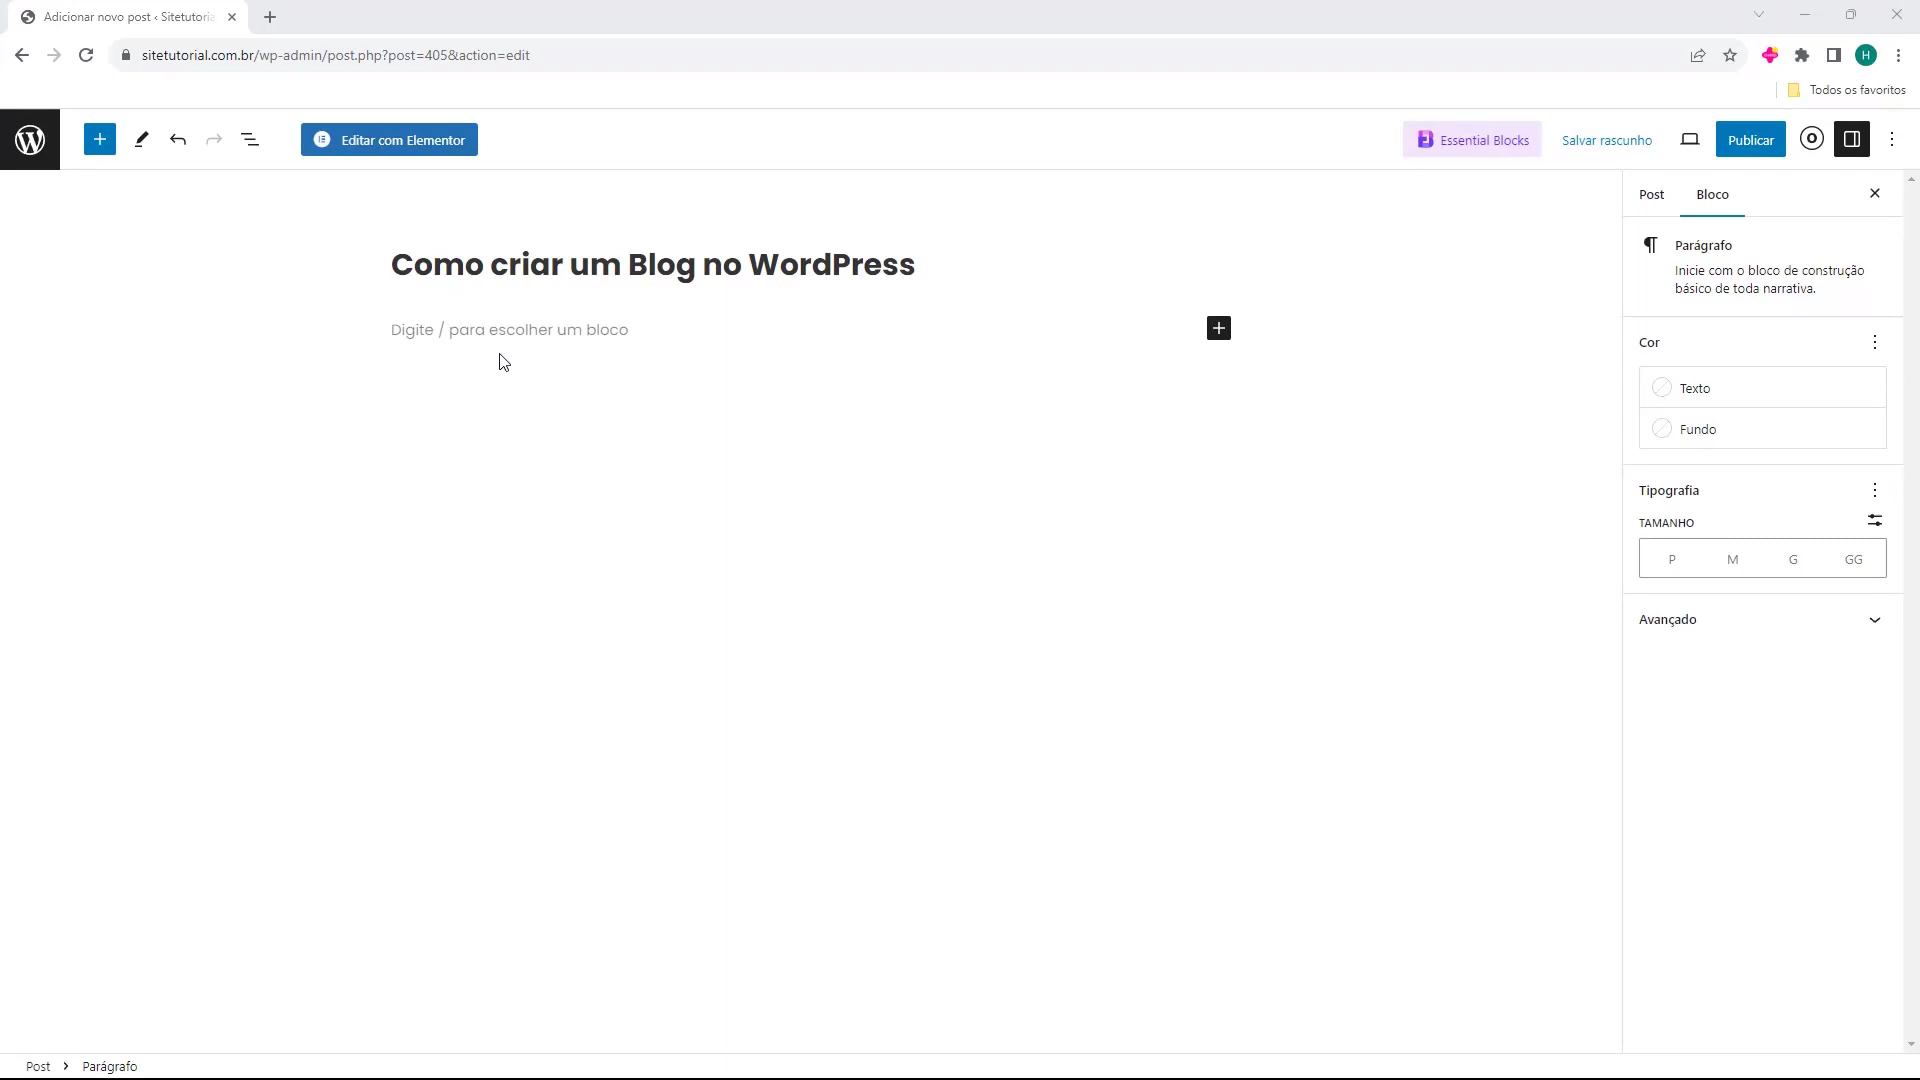 Adicionar novo post ‹ Sitetutoria
sitetutorial.com.br/wp-admin/post.php?post=405&action=edit
H
Todos os favoritos
Editar com Elementor
Essential Blocks
Salvar rascunho
Publicar
Post
Bloco
Como criar um Blog no WordPress
Digite / para escolher um bloco
Parágrafo
Inicie com o bloco de construção
básico de toda narrativa.
Cor
Texto
Fundo
Tipografia
TAMANHO
P M G GG
Avançado
Post > Parágrafo